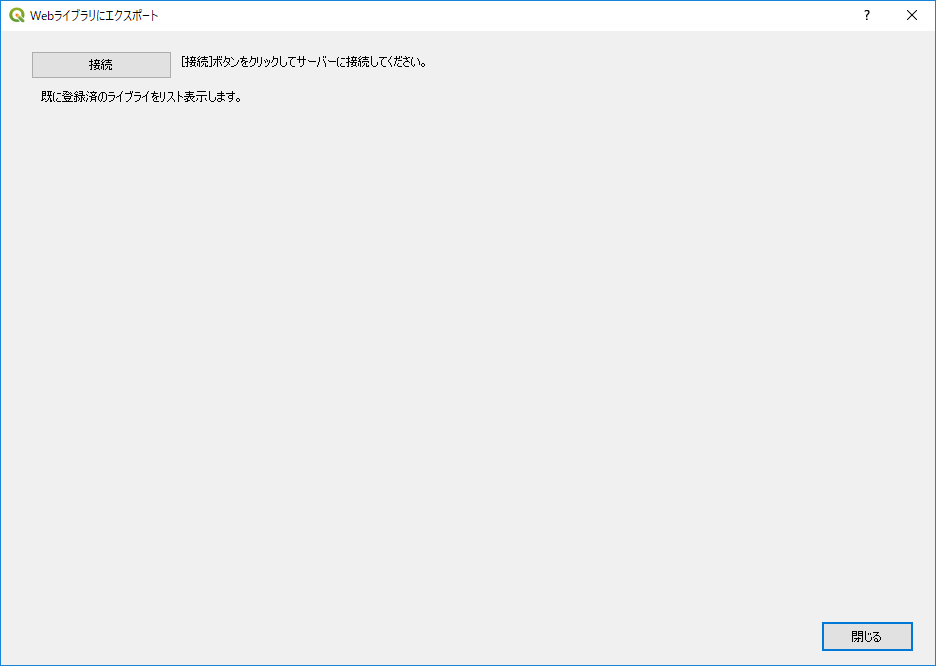 Webライブラリにエクスポート
?
接続
[接続]ボタンをクリックしてサーバーに接続してください。
既に登録済のライブライをリスト表示します。
閉じる